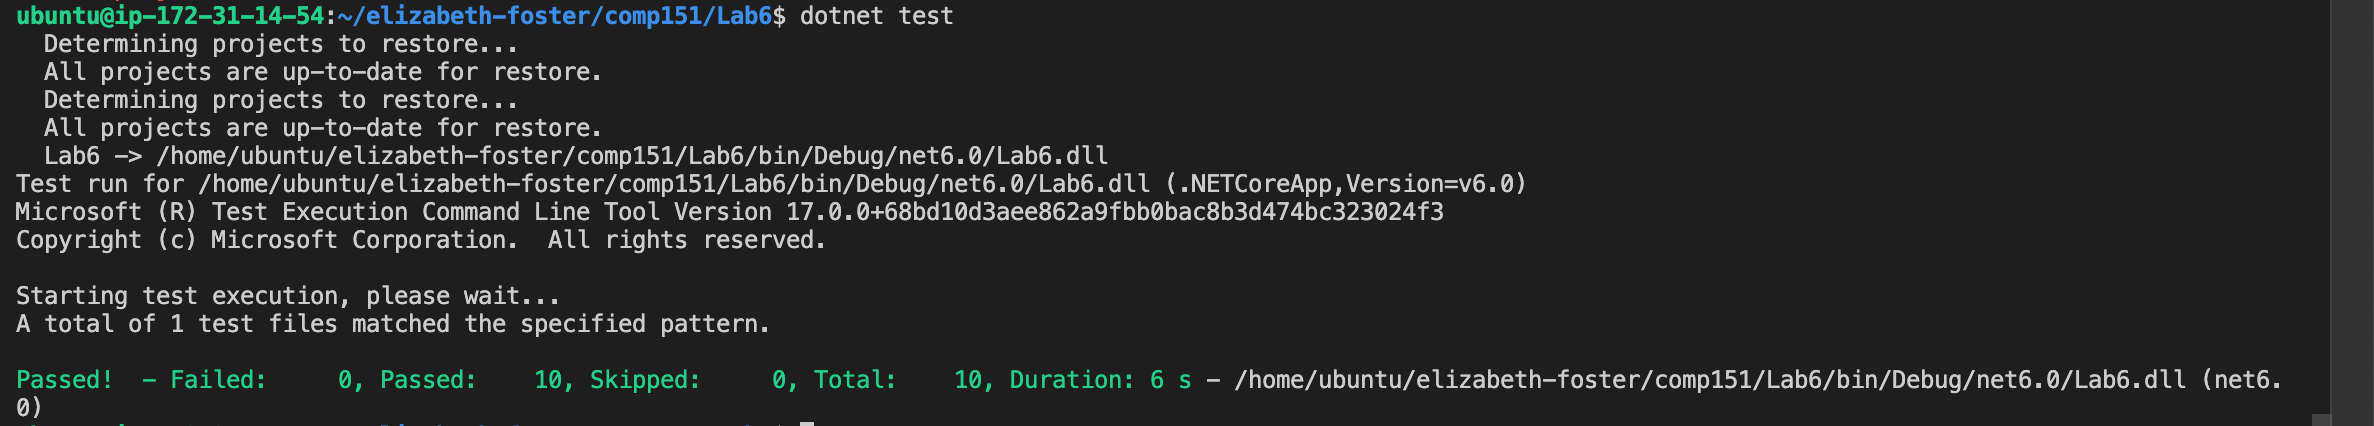 ubuntu@ip-172-31-14-54:~/elizabeth-foster/comp151/Lab6$ dotnet test
  Determining projects to restore...
  All projects are up-to-date for restore.
  Determining projects to restore...
  All projects are up-to-date for restore.
  Lab6 -> /home/ubuntu/elizabeth-foster/comp151/Lab6/bin/Debug/net6.0/Lab6.dll
Test run for /home/ubuntu/elizabeth-foster/comp151/Lab6/bin/Debug/net6.0/Lab6.dll (.NETCoreApp,Version=v6.0)
Microsoft (R) Test Execution Command Line Tool Version 17.0.0+68bd10d3aee862a9fbb0bac8b3d474bc323024f3
Copyright (c) Microsoft Corporation.  All rights reserved.

Starting test execution, please wait...
A total of 1 test files matched the specified pattern.

Passed!  - Failed:     0, Passed:    10, Skipped:     0, Total:    10, Duration: 6 s - /home/ubuntu/elizabeth-foster/comp151/Lab6/bin/Debug/net6.0/Lab6.dll (net6.
0)